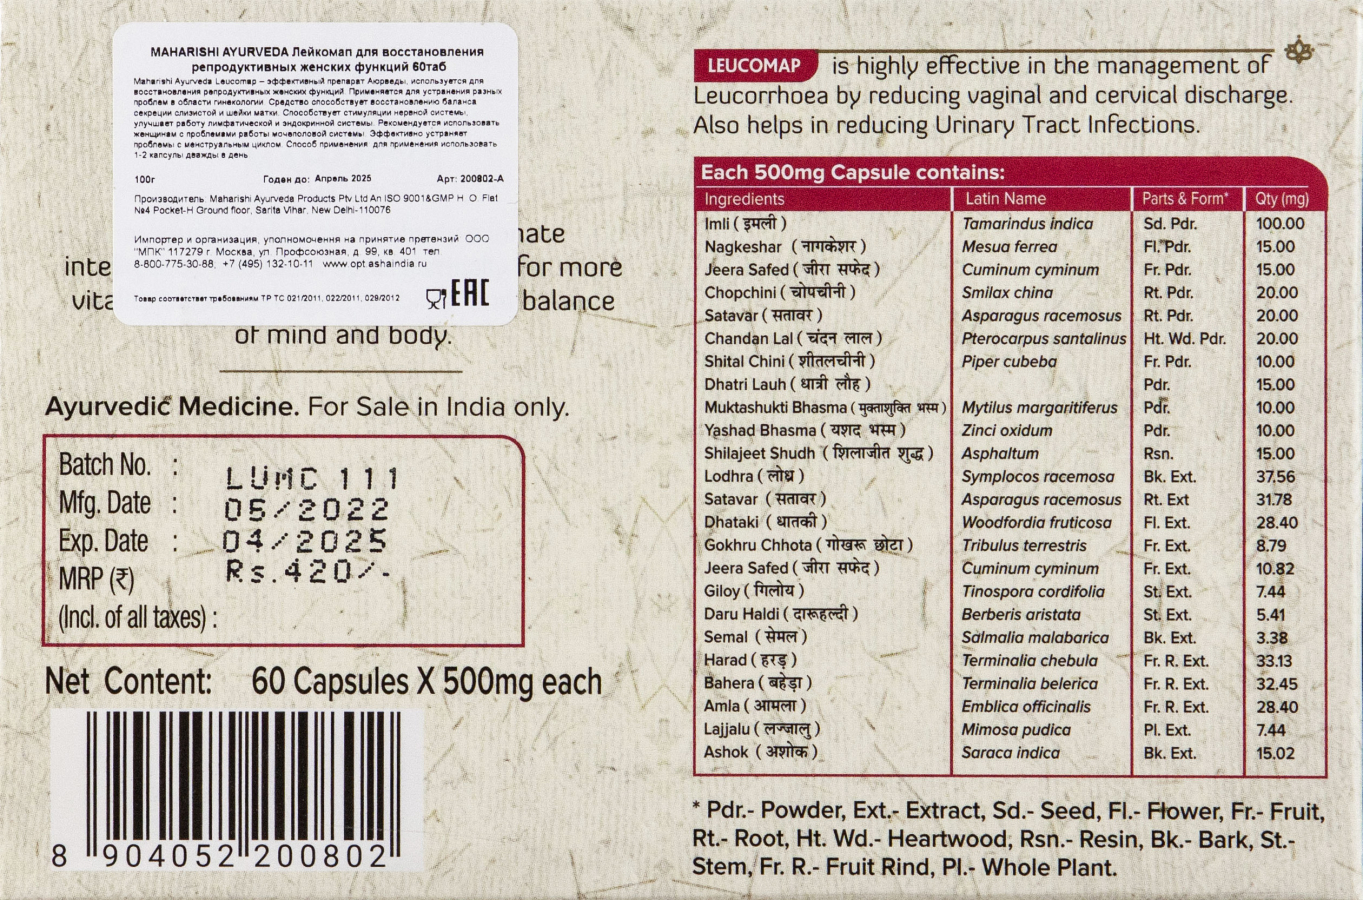 MAHARISHI AYURVEDA Лейкомап для восстановления
репродуктивных женских функций 60таб
Maharishi Ayurveda Leucomap – эффективный препарат Аюрведы, используется для
восстановления репродуктивных женских функций. Применяется для устранения разных
проблем в области гинекологии. Средство способствует восстановлению баланса
секреции слизистой и шейки матки. Способствует стимуляции нервной системы,
улучшает работу лимфатической и эндокринной системы. Рекомендуется использовать
женщинам с проблемами работы мочеполовой системы. Эффективно устраняет
проблемы с менструальным циклом. Способ применения: для применения использовать
1-2 капсулы дважды в день
100г Годен до: Апрель 2025 Арт: 200802-А
Производитель: Maharishi Ayurveda Products Pvt Ltd An ISO 9001&GMP H. O. Flat
№4 Pocket-H Ground floor, Sarita Vihar, New Delhi-110076
Импортер и организация, уполномочення на принятие претензий ООО
"МПК" 117279 г. Москва, ул. Профсоюзная, д. 99, кв. 401 тел.
8-800-775-30-88, +7 (495) 132-10-11 www.opt.ashaindia.ru
Товар соответствует требованиям ТР ТС 021/2011, 022/2011, 029/2012 EAC
nate
inte for more
vita balance
of mind and body.
Ayurvedic Medicine. For Sale in India only.
Batch No. : LUMC 111
Mfg. Date : 05/2022
Exp. Date : 04/2025
MRP (₹) Rs.420/-
(Incl. of all taxes) :
Net Content: 60 Capsules X 500mg each
8 904052 200802
LEUCOMAP is highly effective in the management of
Leucorrhoea by reducing vaginal and cervical discharge.
Also helps in reducing Urinary Tract Infections.
Each 500mg Capsule contains:
Ingredients Latin Name Parts & Form* Qty (mg)
Imli ( इमली ) Tamarindus indica Sd. Pdr. 100.00
Nagkeshar ( नागकेशर ) Mesua ferrea Fl. Pdr. 15.00
Jeera Safed ( जीरा सफेद ) Cuminum cyminum Fr. Pdr. 15.00
Chopchini ( चोपचीनी ) Smilax china Rt. Pdr. 20.00
Satavar ( सतावर ) Asparagus racemosus Rt. Pdr. 20.00
Chandan Lal ( चंदन लाल ) Pterocarpus santalinus Ht. Wd. Pdr. 20.00
Shital Chini ( शीतलचीनी ) Piper cubeba Fr. Pdr. 10.00
Dhatri Lauh ( धात्री लौह ) Pdr. 15.00
Muktashukti Bhasma ( मुक्ताशुक्ति भस्म ) Mytilus margaritiferus Pdr. 10.00
Yashad Bhasma ( यशद भस्म ) Zinci oxidum Pdr. 10.00
Shilajeet Shudh ( शिलाजीत शुद्ध ) Asphaltum Rsn. 15.00
Lodhra ( लोध्र ) Symplocos racemosa Bk. Ext. 37.56
Satavar ( सतावर ) Asparagus racemosus Rt. Ext 31.78
Dhataki ( धातकी ) Woodfordia fruticosa Fl. Ext. 28.40
Gokhru Chhota ( गोखरू छोटा ) Tribulus terrestris Fr. Ext. 8.79
Jeera Safed ( जीरा सफेद ) Cuminum cyminum Fr. Ext. 10.82
Giloy ( गिलोय ) Tinospora cordifolia St. Ext. 7.44
Daru Haldi ( दारूहल्दी ) Berberis aristata St. Ext. 5.41
Semal ( सेमल ) Salmalia malabarica Bk. Ext. 3.38
Harad ( हरड़ ) Terminalia chebula Fr. R. Ext. 33.13
Bahera ( बहेड़ा ) Terminalia belerica Fr. R. Ext. 32.45
Amla ( आमला ) Emblica officinalis Fr. R. Ext. 28.40
Lajjalu ( लज्जालु ) Mimosa pudica Pl. Ext. 7.44
Ashok ( अशोक ) Saraca indica Bk. Ext. 15.02
* Pdr.- Powder, Ext.- Extract, Sd.- Seed, Fl.- Flower, Fr.- Fruit,
Rt.- Root, Ht. Wd.- Heartwood, Rsn.- Resin, Bk.- Bark, St.-
Stem, Fr. R.- Fruit Rind, Pl.- Whole Plant.